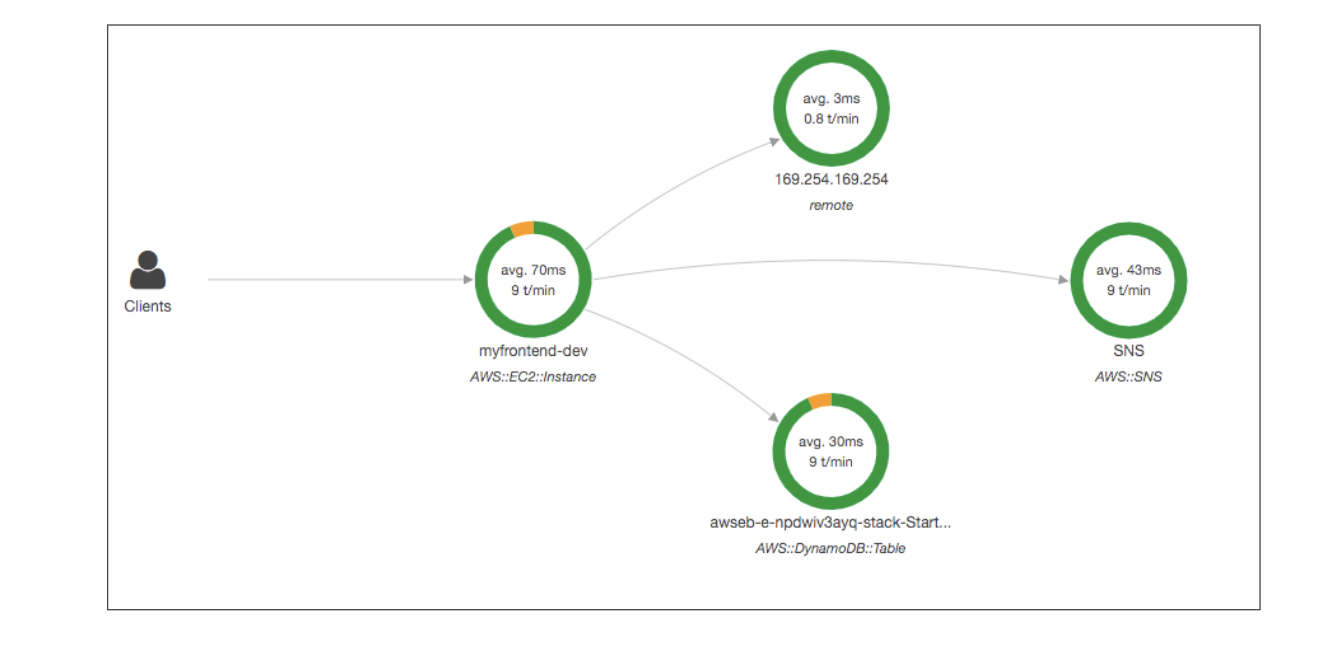 avg. 3ms
0.8 t/min
169.254.169.254
remote
Clients
avg. 70ms
9 t/min
myfrontend-dev
AWS::EC2::Instance
avg. 43ms
9 t/min
SNS
AWS::SNS
avg. 30ms
9 t/min
awseb-e-npdwiv3ayq-stack-Start...
AWS::DynamoDB::Table